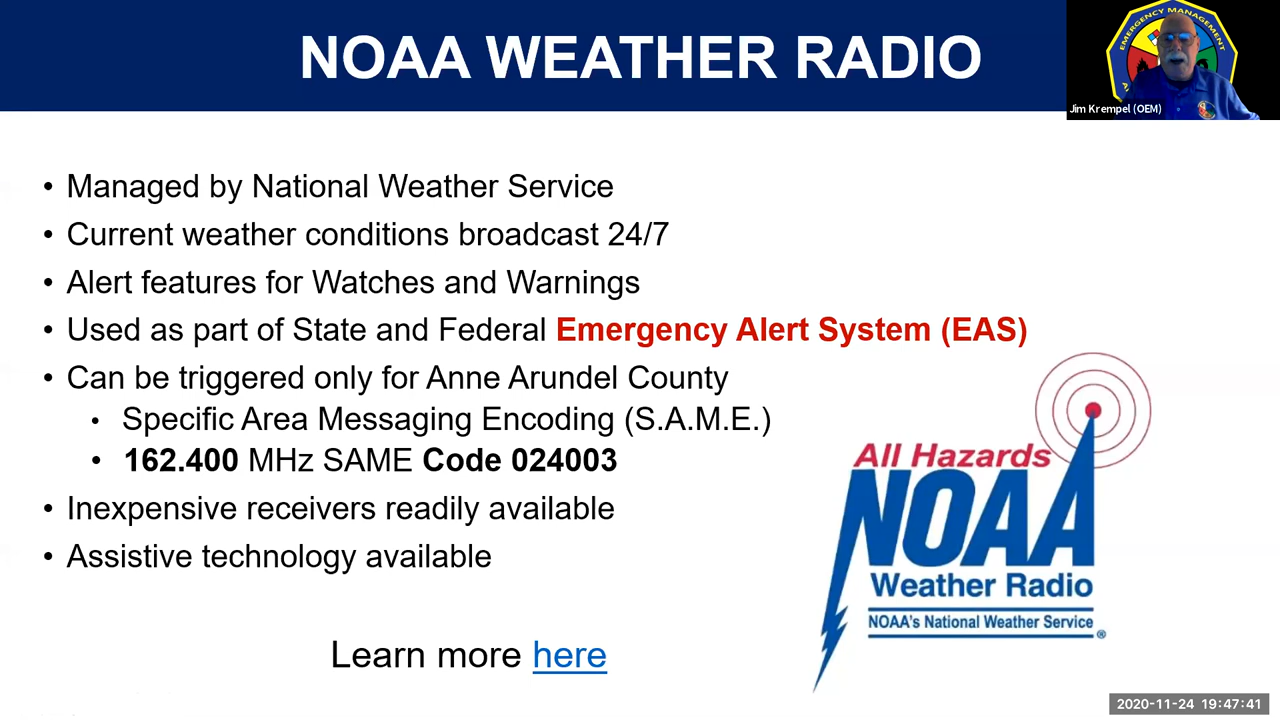 NOAA WEATHER RADIO
EMERGENCY MANAGEMENT
Jim Krempel (OEM)
• Managed by National Weather Service
• Current weather conditions broadcast 24/7
• Alert features for Watches and Warnings
• Used as part of State and Federal Emergency Alert System (EAS)
• Can be triggered only for Anne Arundel County
• Specific Area Messaging Encoding (S.A.M.E.)
• 162.400 MHz SAME Code 024003
• Inexpensive receivers readily available
• Assistive technology available
All Hazards
NOAA
Weather Radio
NOAA's National Weather Service
®
Learn more here
2020-11-24 19:47:41